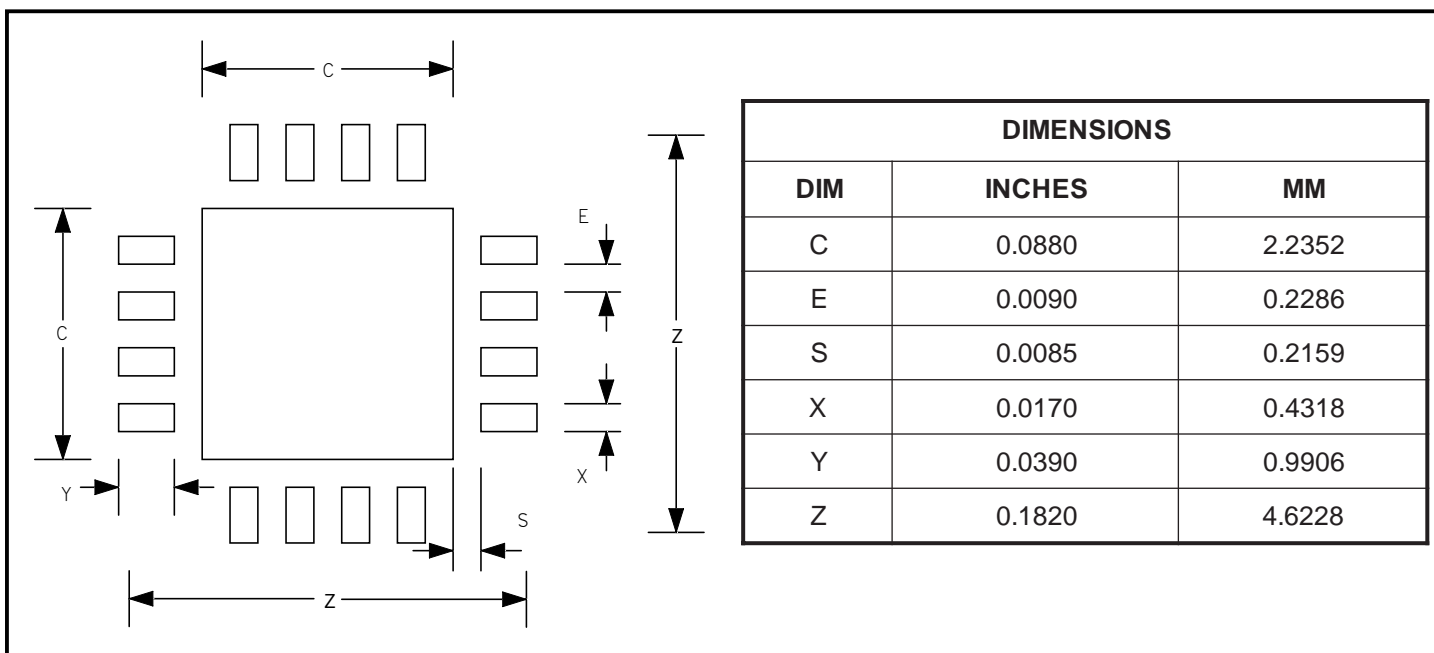 C
C
E
Z
Y
X
S
Z
DIMENSIONS
DIM INCHES MM
C 0.0880 2.2352
E 0.0090 0.2286
S 0.0085 0.2159
X 0.0170 0.4318
Y 0.0390 0.9906
Z 0.1820 4.6228